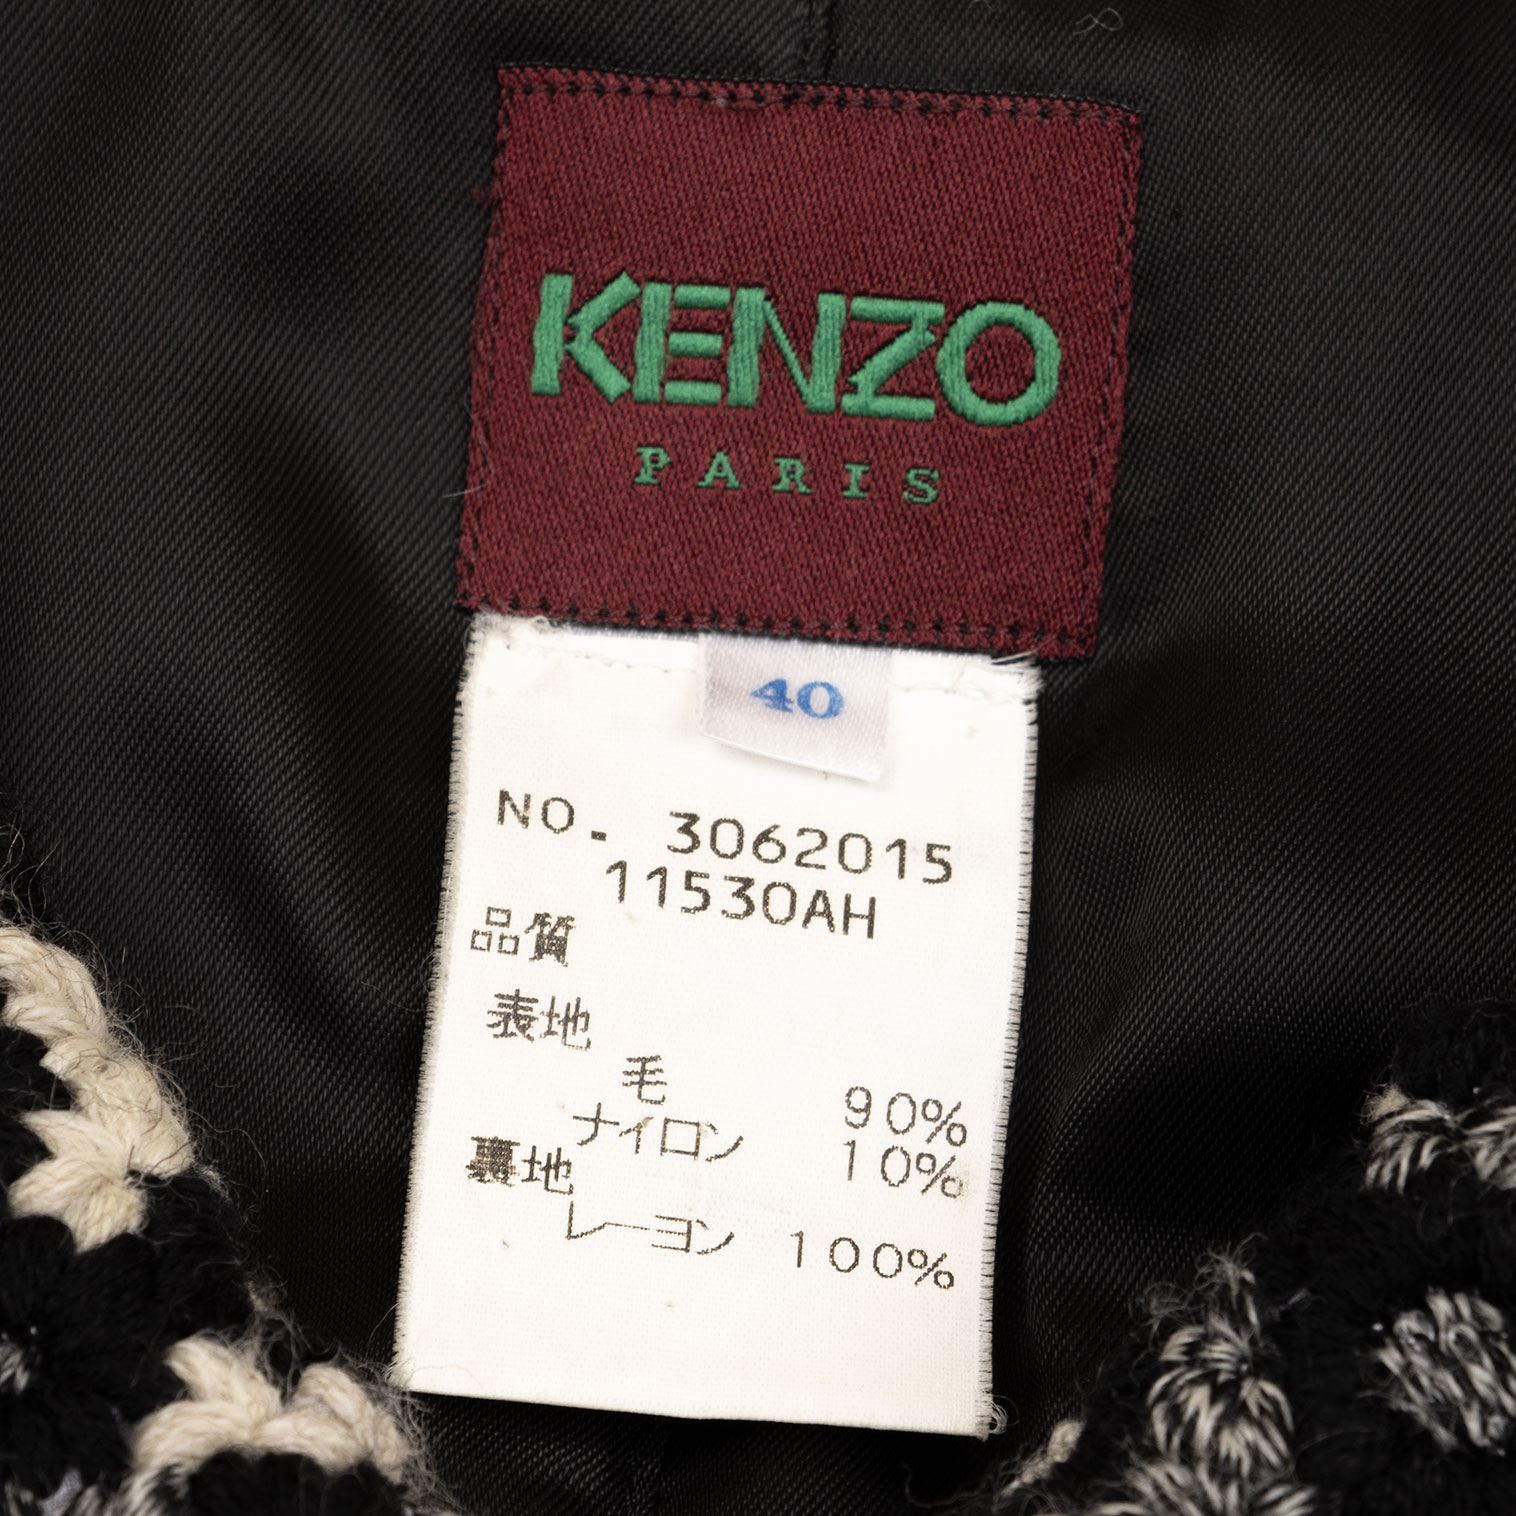 KENZO
PARIS
40
NO. 3062015
11530AH
品質
表地
毛 90%
ナイロン 10%
裏地
レーヨン 100%